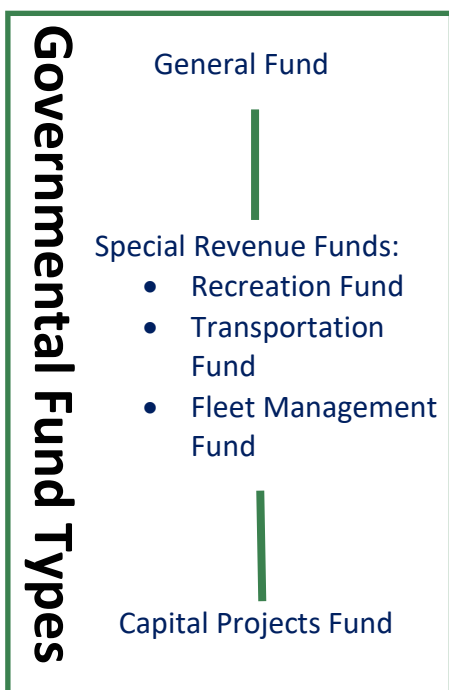 Governmental Fund Types
General Fund
Special Revenue Funds:
• Recreation Fund
• Transportation
Fund
• Fleet Management
Fund
Capital Projects Fund